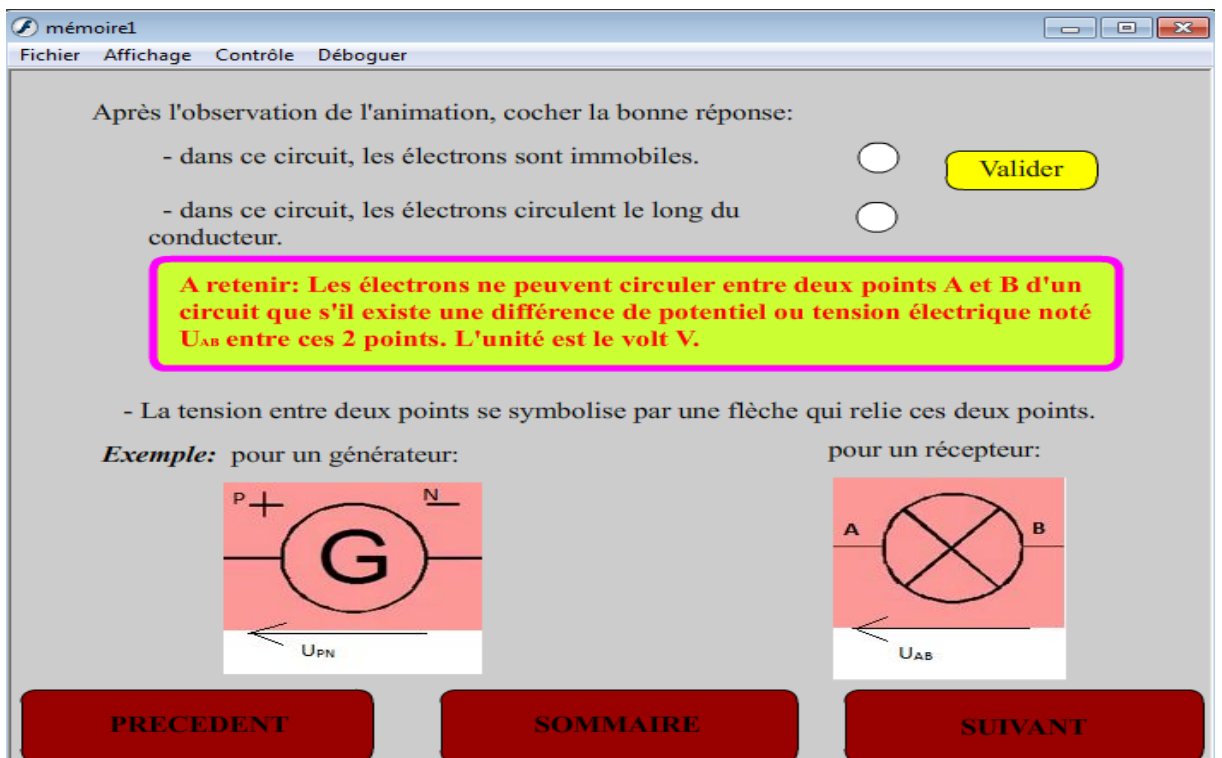 mémoire1
Fichier Affichage Contrôle Déboguer
Après l'observation de l'animation, cocher la bonne réponse:
- dans ce circuit, les électrons sont immobiles.
Valider
- dans ce circuit, les électrons circulent le long du
conducteur.
A retenir: Les électrons ne peuvent circuler entre deux points A et B d'un
circuit que s'il existe une différence de potentiel ou tension électrique noté
UAB entre ces 2 points. L'unité est le volt V.
- La tension entre deux points se symbolise par une flèche qui relie ces deux points.
Exemple: pour un générateur:
pour un récepteur:
P + N −
G
UPN
A B
UAB
PRECEDENT
SOMMAIRE
SUIVANT